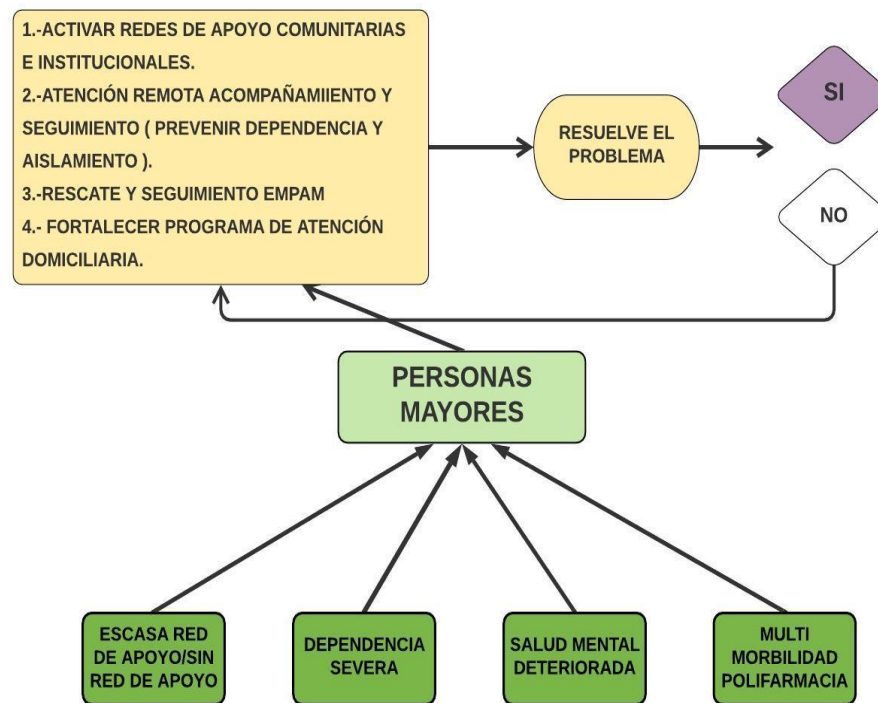 1.-ACTIVAR REDES DE APOYO COMUNITARIAS
E INSTITUCIONALES.
2.-ATENCIÓN REMOTA ACOMPAÑAMIIENTO Y
SEGUIMIENTO ( PREVENIR DEPENDENCIA Y
AISLAMIENTO ).
3.-RESCATE Y SEGUIMIENTO EMPAM
4.- FORTALECER PROGRAMA DE ATENCIÓN
DOMICILIARIA.
RESUELVE EL
PROBLEMA
SI
NO
PERSONAS
MAYORES
ESCASA RED
DE APOYO/SIN
RED DE APOYO
DEPENDENCIA
SEVERA
SALUD MENTAL
DETERIORADA
MULTI
MORBILIDAD
POLIFARMACIA